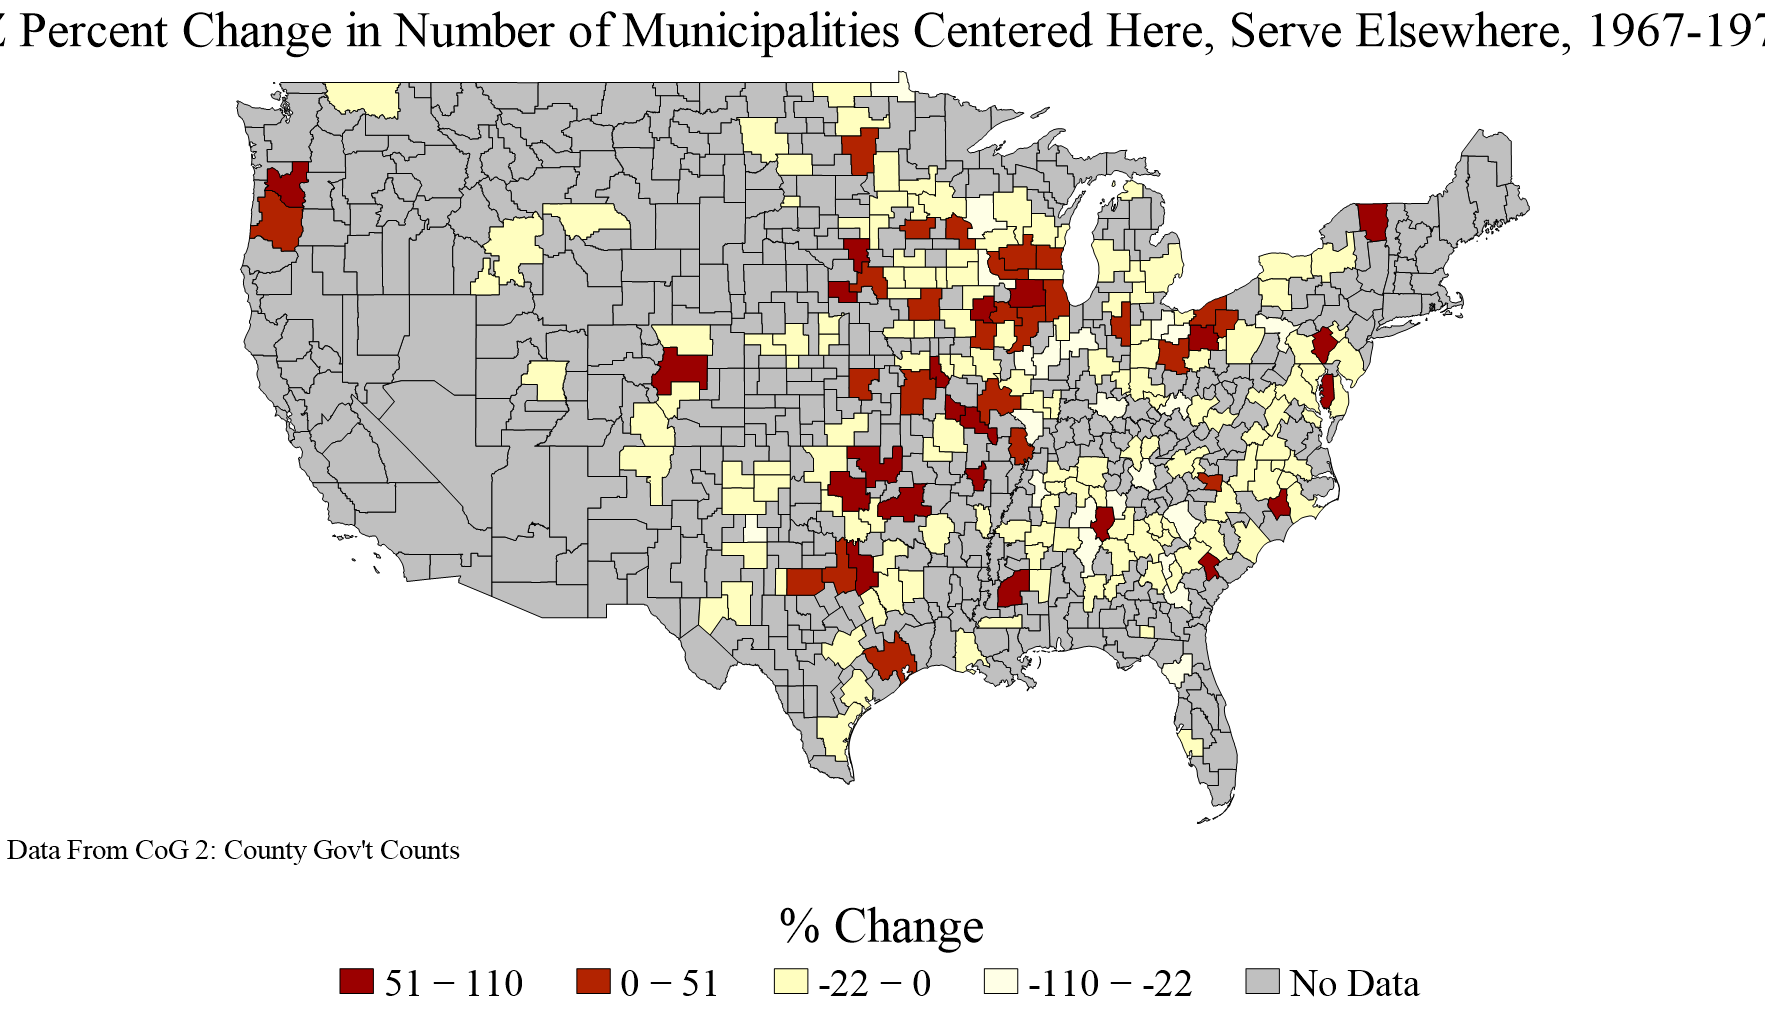 Z Percent Change in Number of Municipalities Centered Here, Serve Elsewhere, 1967-197
Data From CoG 2: County Gov't Counts
% Change
51 − 110 0 − 51 -22 − 0 -110 − -22 No Data